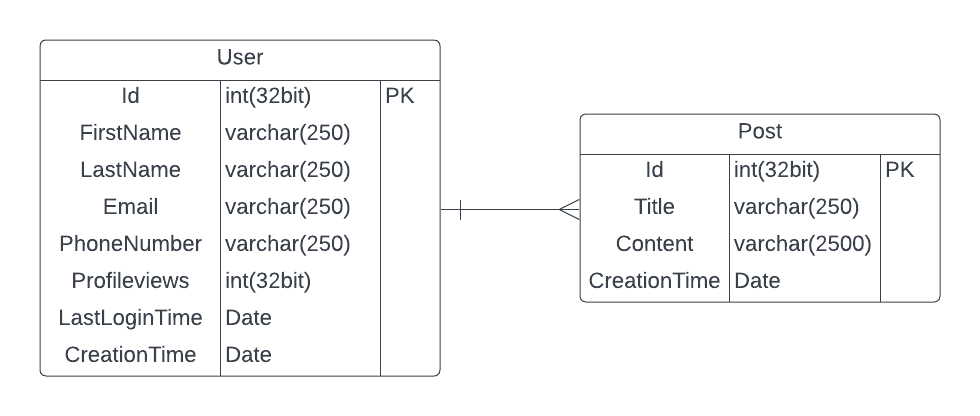 User
Id int(32bit) PK
FirstName varchar(250)
LastName varchar(250)
Email varchar(250)
PhoneNumber varchar(250)
Profileviews int(32bit)
LastLoginTime Date
CreationTime Date
Post
Id int(32bit) PK
Title varchar(250)
Content varchar(2500)
CreationTime Date